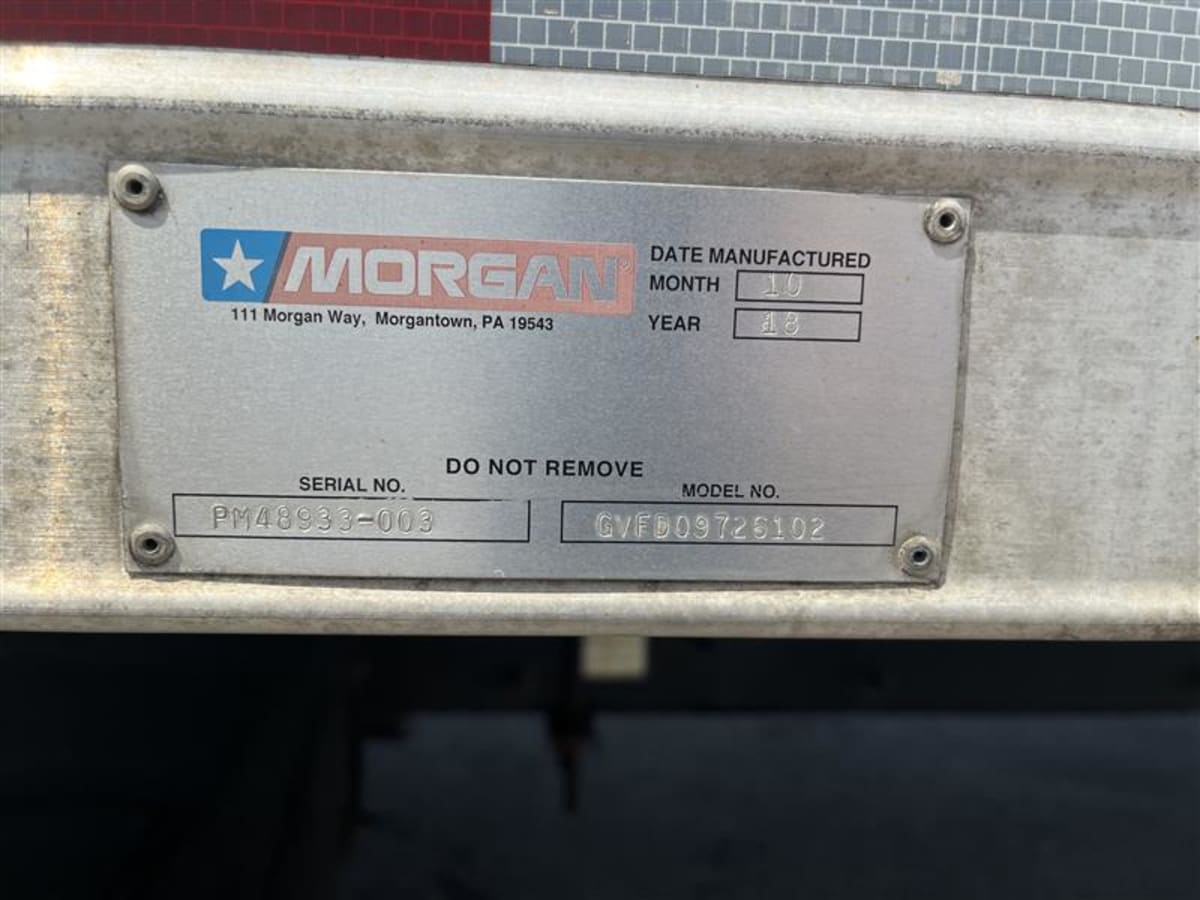 MORGAN®
111 Morgan Way, Morgantown, PA 19543
DATE MANUFACTURED
MONTH 10
YEAR 18
DO NOT REMOVE
SERIAL NO.
PM48933-003
MODEL NO.
GVFD09726102